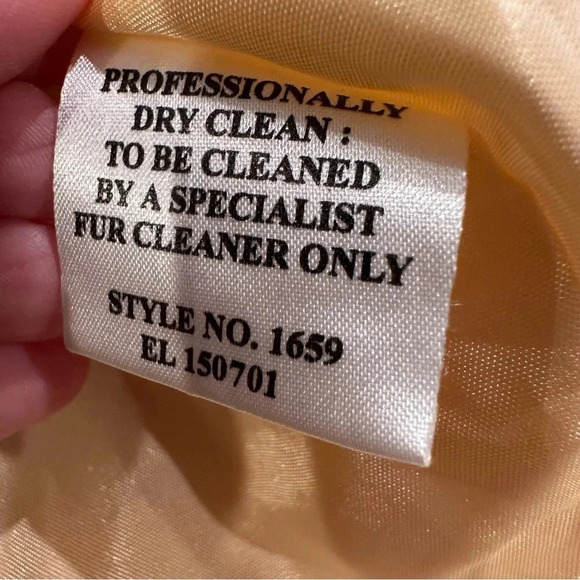 PROFESSIONALLY
DRY CLEAN :
TO BE CLEANED
BY A SPECIALIST
FUR CLEANER ONLY
STYLE NO. 1659
EL 150701